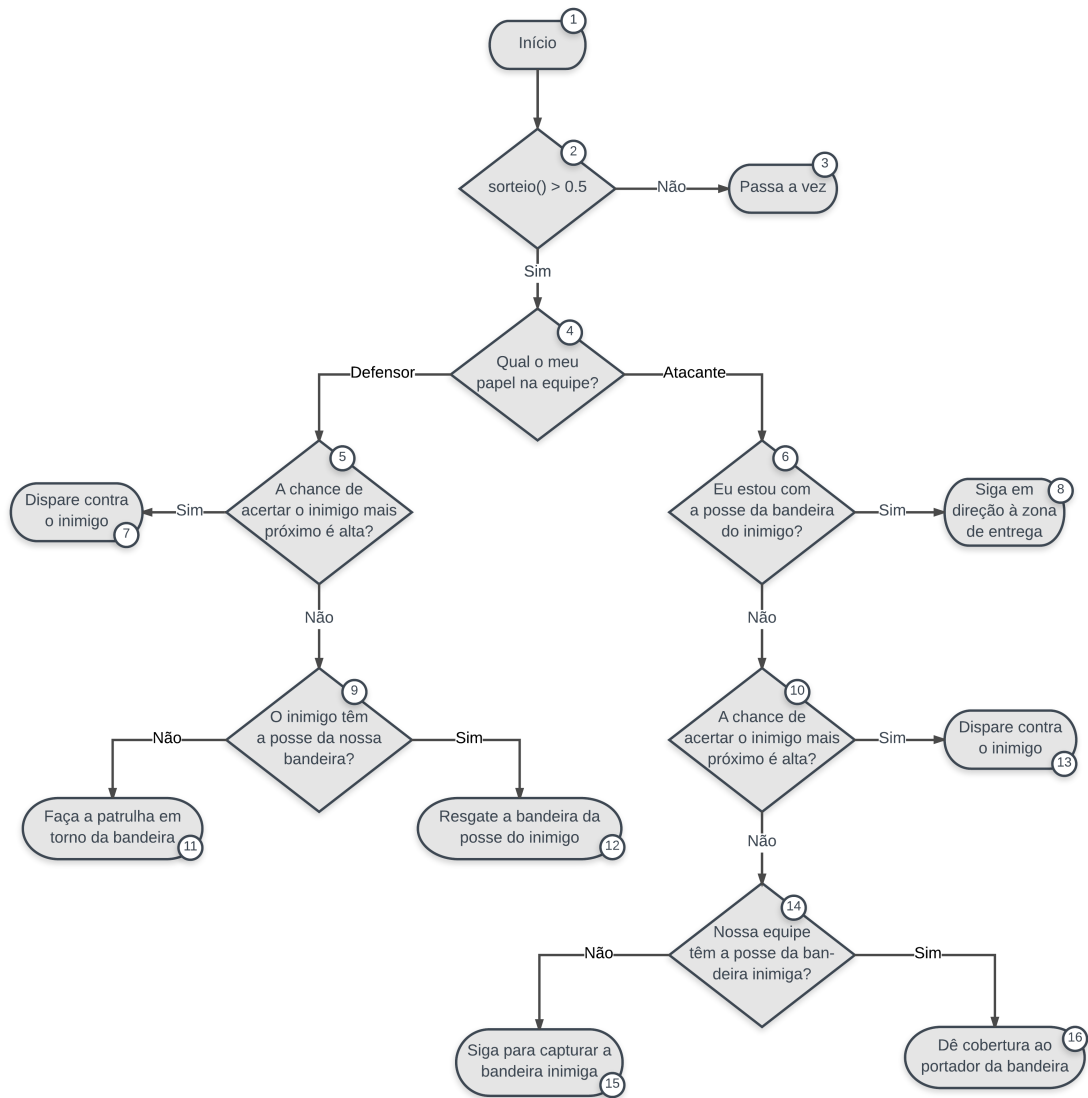 1
Início
2
sorteio() > 0.5
Não
3
Passa a vez
Sim
4
Qual o meu
papel na equipe?
Defensor
Atacante
5
A chance de
acertar o inimigo mais
próximo é alta?
Sim
Dispare contra
o inimigo
7
6
Eu estou com
a posse da bandeira
do inimigo?
Sim
8
Siga em
direção à zona
de entrega
Não
Não
9
O inimigo têm
a posse da nossa
bandeira?
Não
Sim
Faça a patrulha em
torno da bandeira
11
Resgate a bandeira da
posse do inimigo
12
10
A chance de
acertar o inimigo mais
próximo é alta?
Sim
Dispare contra
o inimigo
13
Não
14
Nossa equipe
têm a posse da ban-
deira inimiga?
Não
Sim
Siga para capturar a
bandeira inimiga
15
16
Dê cobertura ao
portador da bandeira